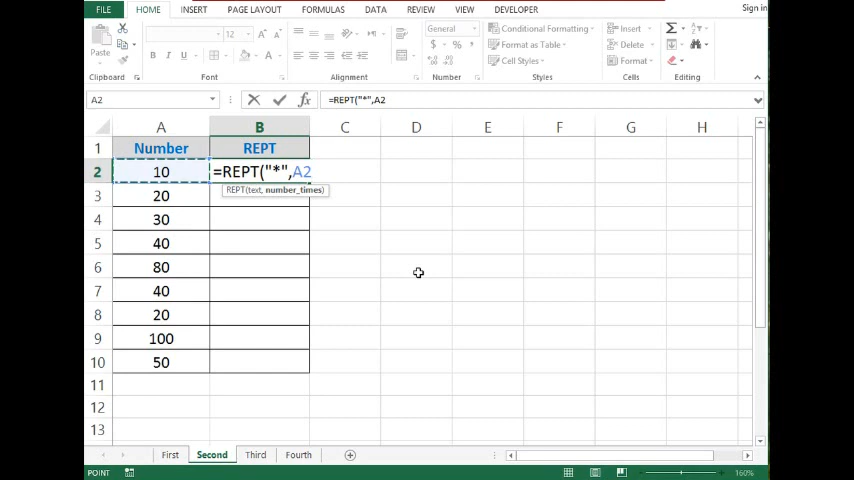 Sign in
FILE HOME INSERT PAGE LAYOUT FORMULAS DATA REVIEW VIEW DEVELOPER
Paste
12
General
$ % ,
Conditional Formatting
Format as Table
Cell Styles
Insert
Delete
Format
Clipboard Font Alignment Number Styles Cells Editing
A2 fx =REPT("*",A2
A B C D E F G H
1 Number REPT
2 10 =REPT("*",A2
REPT(text, number_times)
3 20
4 30
5 40
6 80
7 40
8 20
9 100
10 50
11
12
13
First Second Third Fourth
POINT 160%